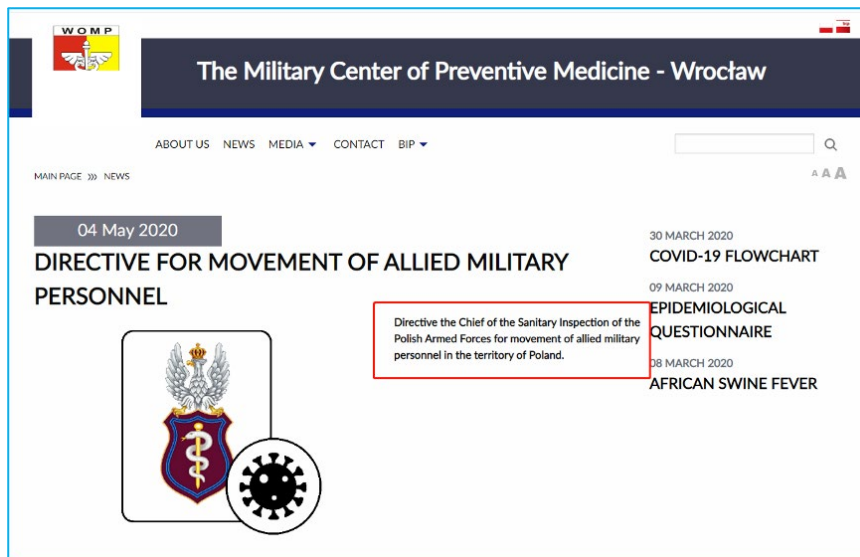 WOMP
The Military Center of Preventive Medicine - Wrocław
ABOUT US NEWS MEDIA CONTACT BIP
MAIN PAGE »» NEWS
A A A
04 May 2020
DIRECTIVE FOR MOVEMENT OF ALLIED MILITARY
PERSONNEL
Directive the Chief of the Sanitary Inspection of the
Polish Armed Forces for movement of allied military
personnel in the territory of Poland.
30 MARCH 2020
COVID-19 FLOWCHART
09 MARCH 2020
EPIDEMIOLOGICAL
QUESTIONNAIRE
08 MARCH 2020
AFRICAN SWINE FEVER